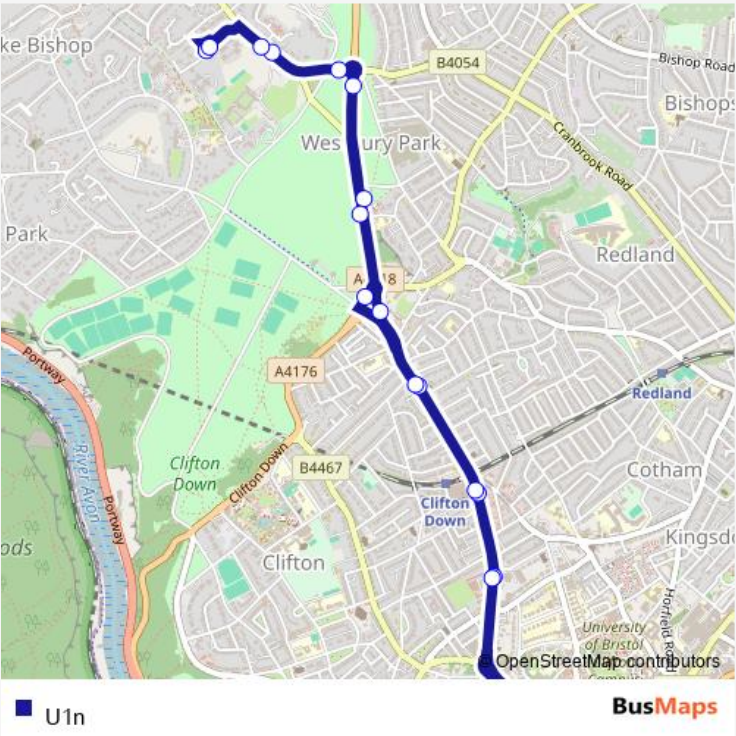 ke Bishop
B4054
Bishop Road
Bishops
Westbury Park
Cranbrook Road
Park
Redland
A4018
Portway
A4176
Redland
River Avon
Clifton
Down
Clifton Down
B4467
Cotham
Clifton
Down
Portway
Kingsdo
ods
Clifton
Horfield Road
University
of Bristol
© OpenStreetMap contributors
U1n
BusMaps